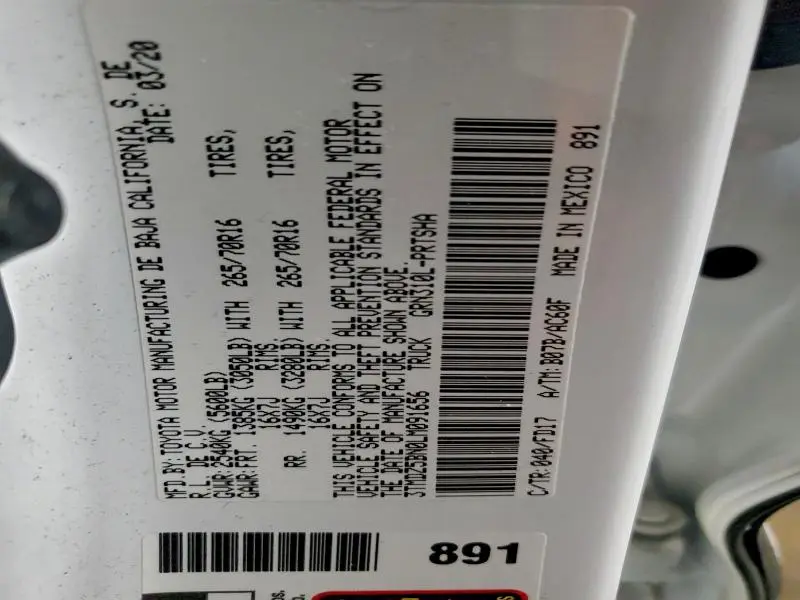 MFD.BY:TOYOTA MOTOR MANUFACTURING DE BAJA CALIFORNIA, S. DE
R.L. DE C.V. DATE: 03/20
GVWR:2540KG (5600LB)
GAWR:FRT. 1385KG (3050LB) WITH 265/70R16 TIRES,
16X7J RIMS.
RR. 1490KG (3280LB) WITH 265/70R16 TIRES,
16X7J RIMS.
THIS VEHICLE CONFORMS TO ALL APPLICABLE FEDERAL MOTOR
VEHICLE SAFETY AND THEFT PREVENTION STANDARDS IN EFFECT ON
THE DATE OF MANUFACTURE SHOWN ABOVE.
3TMDZ5BN0LM091656 TRUCK GRN310L-PRTSHA
C/TR:040/FD17 A/TM:B07B/AC60F MADE IN MEXICO 891
891